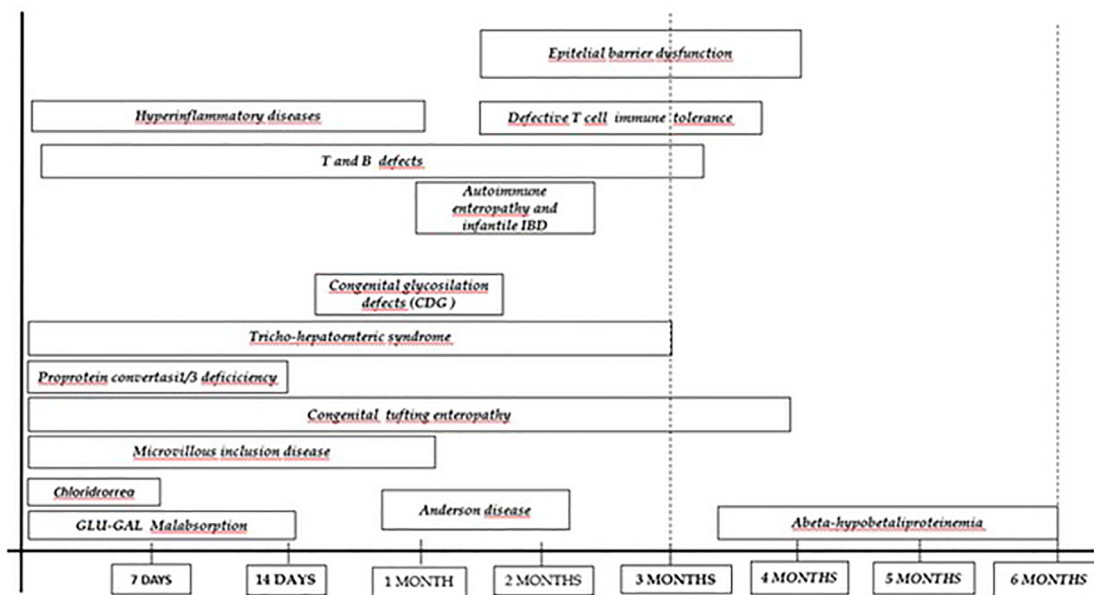 Epitelial barrier dysfunction
Hyperinflammatory diseases
Defective T cell immune tolerance
T and B defects
Autoimmune
enteropathy and
infantile IBD
Congenital glycosilation
defects (CDG )
Tricho-hepatoenteric syndrome
Proprotein convertasi1/3 deficiciency
Congenital tufting enteropathy
Microvillous inclusion disease
Chloridrorrea
Anderson disease
GLU-GAL Malabsorption
Abeta-hypobetaliproteinemia
7 DAYS
14 DAYS
1 MONTH
2 MONTHS
3 MONTHS
4 MONTHS
5 MONTHS
6 MONTHS